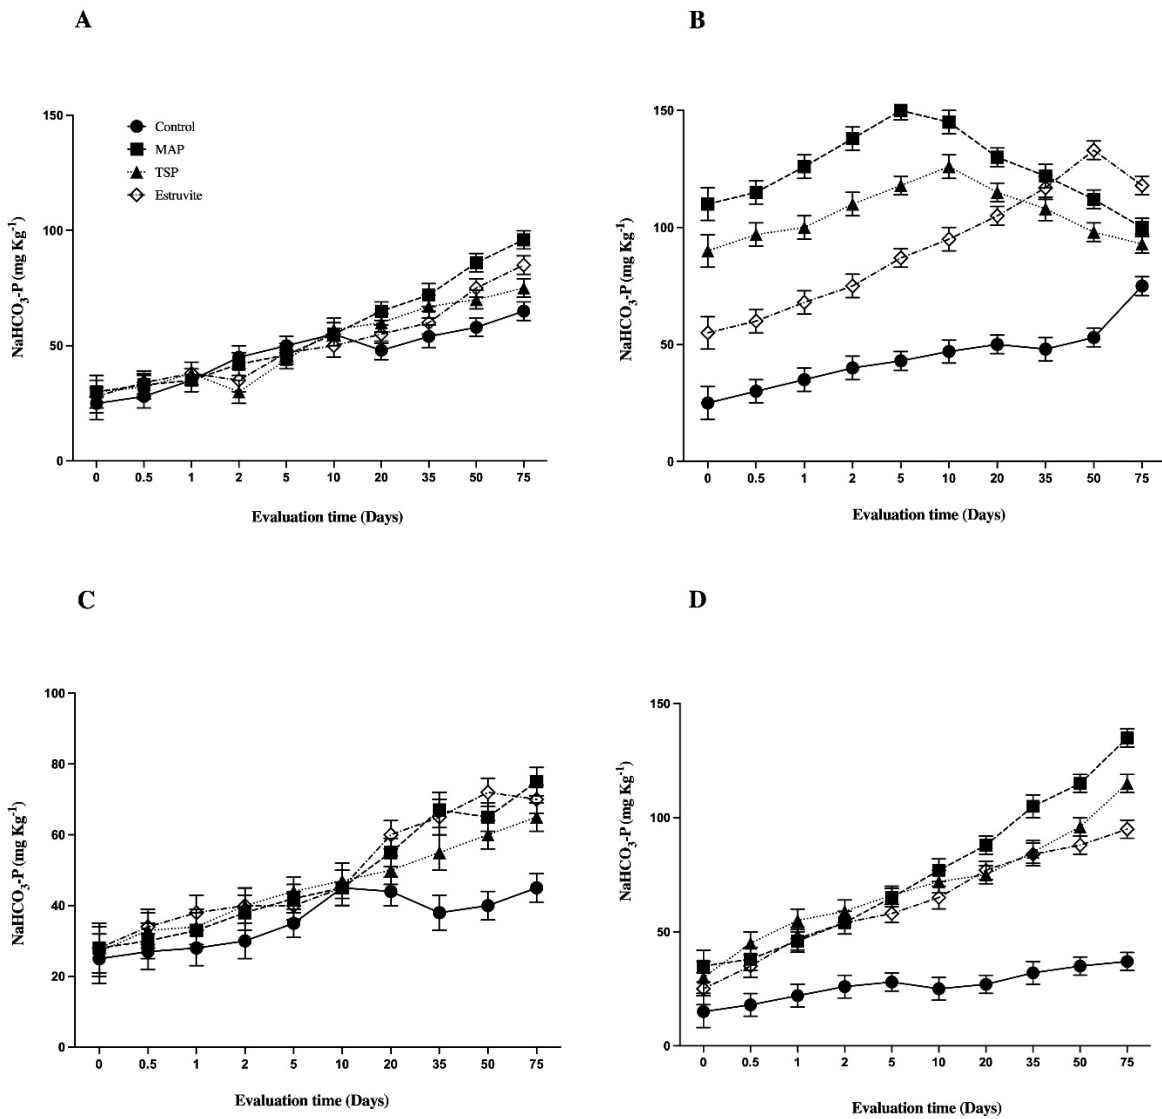 A
150
100
50
0
NaHCO3-P (mg Kg-1)
Control
MAP
TSP
Estruvite
0 0.5 1 2 5 10 20 35 50 75
Evaluation time (Days)
B
150
100
50
0
NaHCO3-P (mg Kg-1)
0 0.5 1 2 5 10 20 35 50 75
Evaluation time (Days)
C
100
80
60
40
20
0
NaHCO3-P (mg Kg-1)
0 0.5 1 2 5 10 20 35 50 75
Evaluation time (Days)
D
150
100
50
0
NaHCO3-P (mg Kg-1)
0 0.5 1 2 5 10 20 35 50 75
Evaluation time (Days)